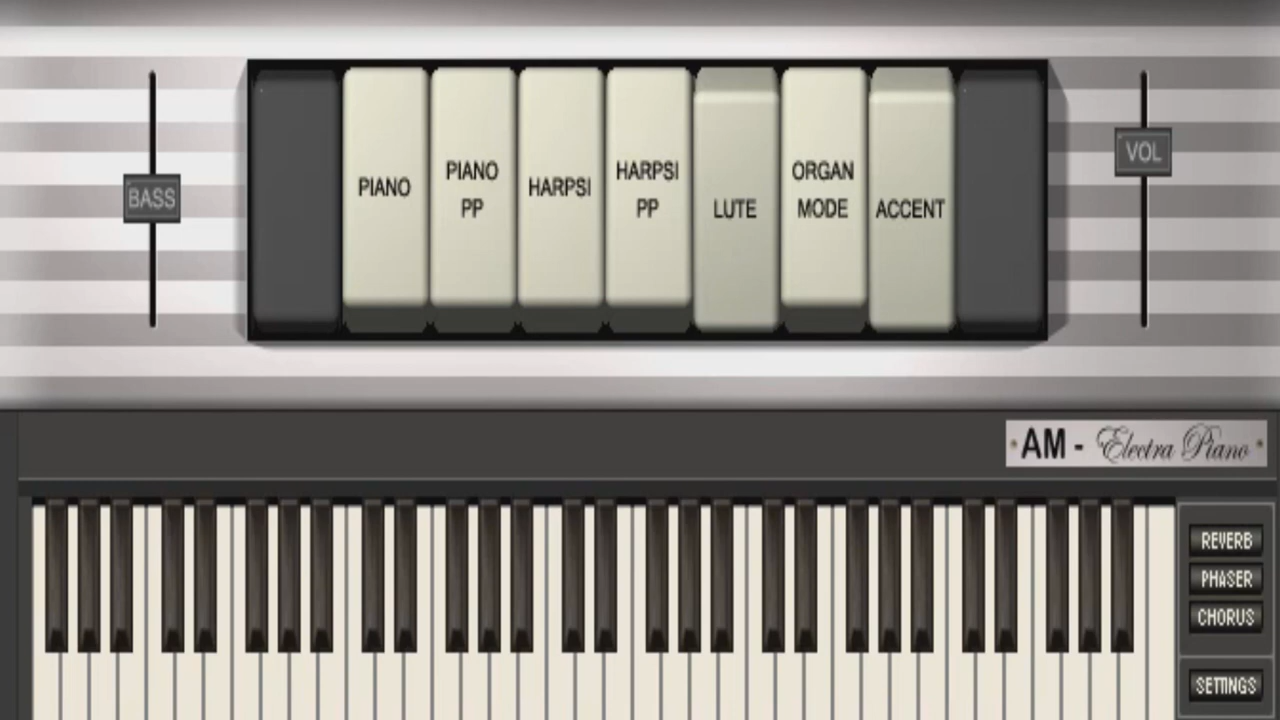 BASS
PIANO
PIANO
PP
HARPSI
HARPSI
PP
LUTE
ORGAN
MODE
ACCENT
VOL
AM - Electra Piano
REVERB
PHASER
CHORUS
SETTINGS